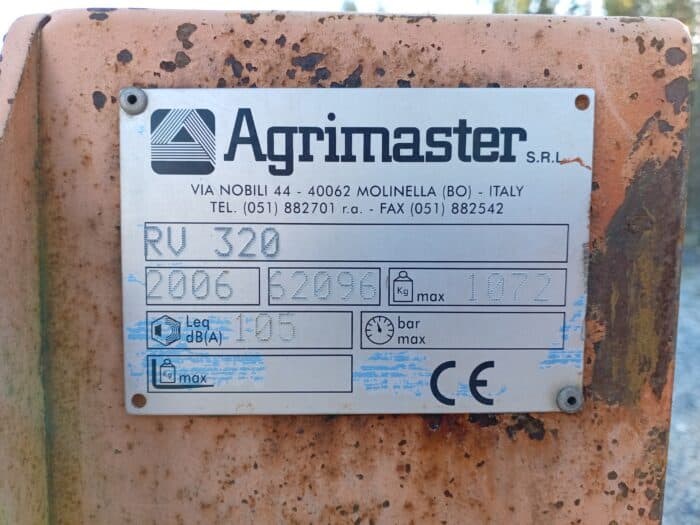 Agrimaster S.R.L.
VIA NOBILI 44 - 40062 MOLINELLA (BO) - ITALY
TEL. (051) 882701 r.a. - FAX (051) 882542
RV 320
2006 62096 Kg max 1072
Leq dB(A) 105 bar max
Kg max CE